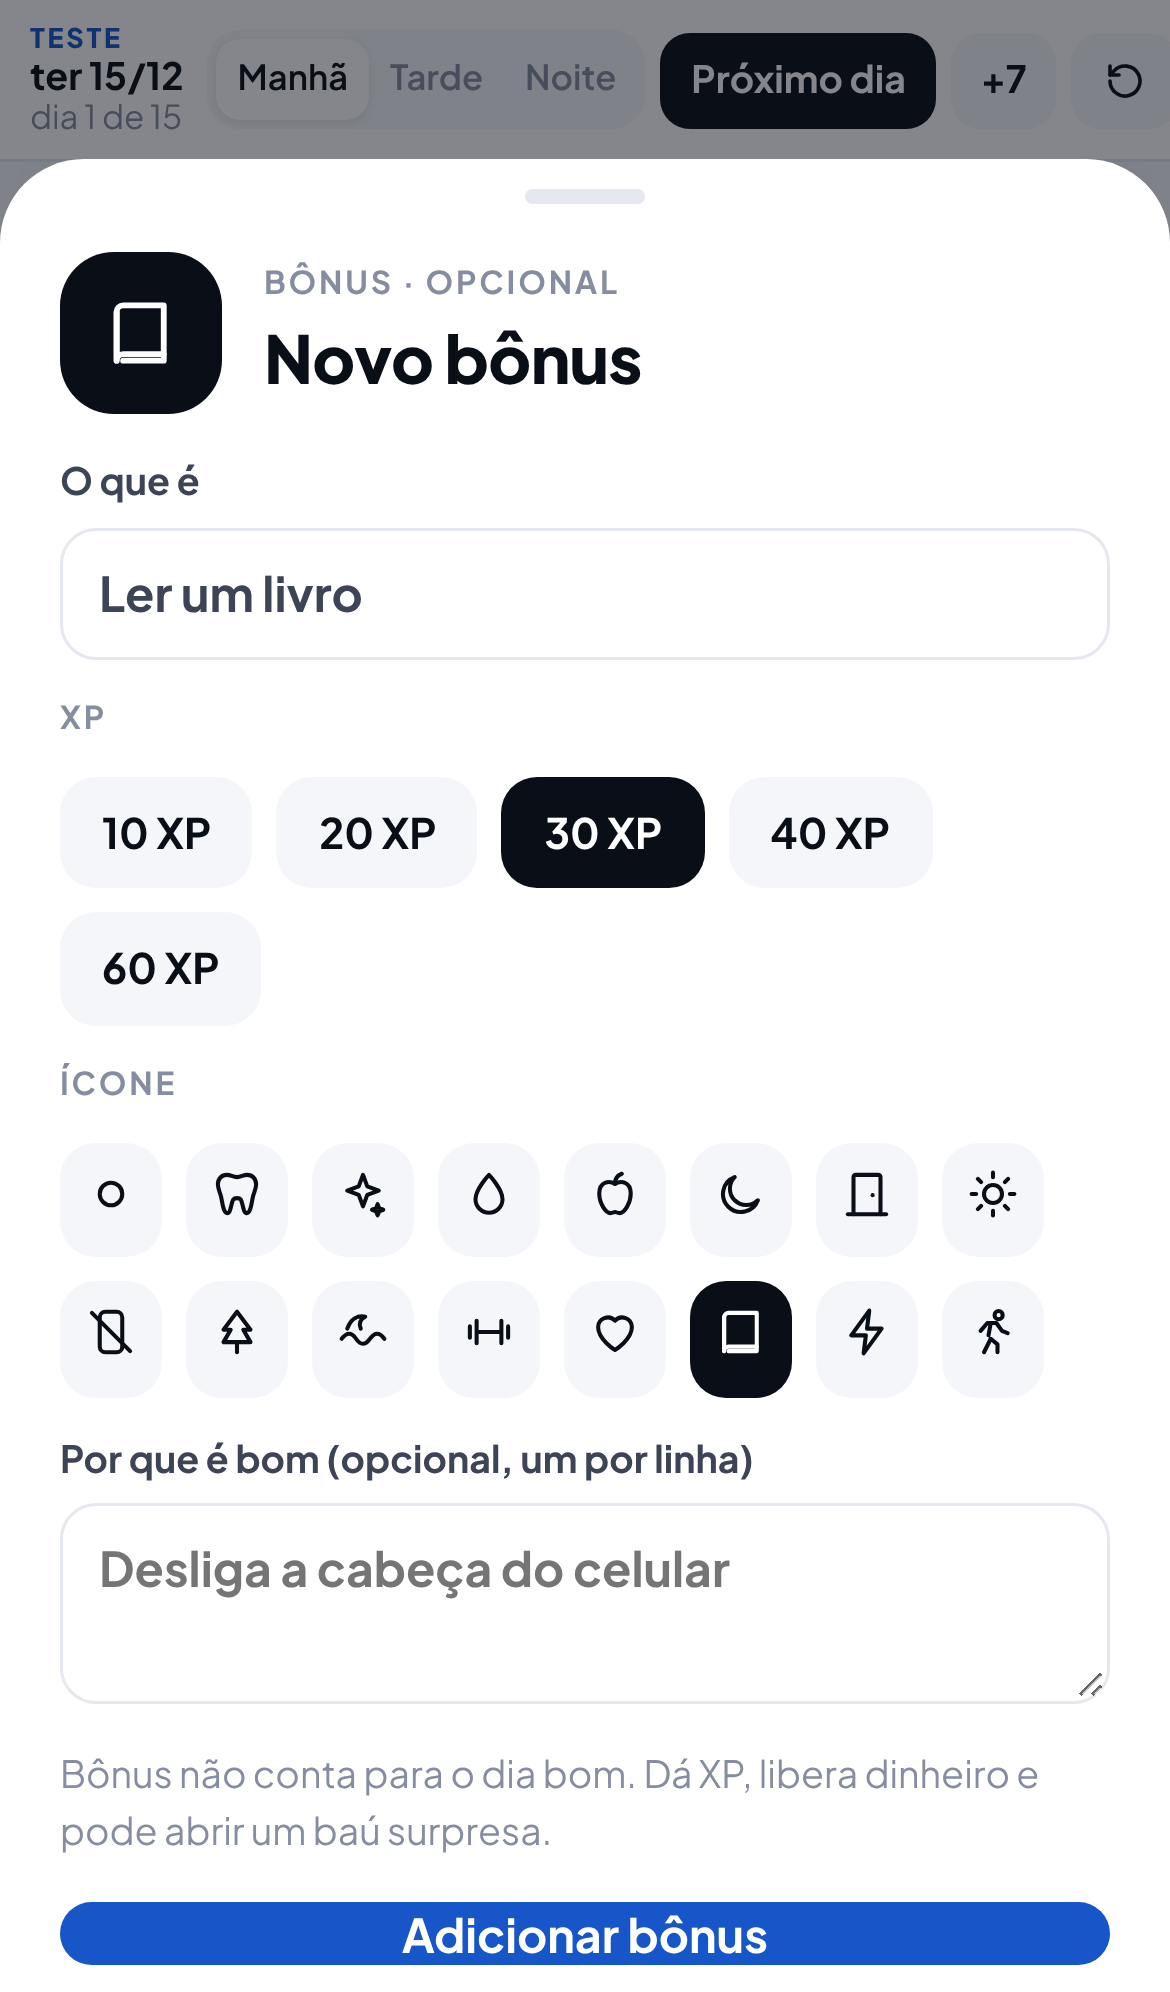 TESTE
ter 15/12
dia 1 de 15
Manhã Tarde Noite
Próximo dia
+7
BÔNUS · OPCIONAL
Novo bônus
O que é
Ler um livro
XP
10 XP 20 XP 30 XP 40 XP
60 XP
ÍCONE
Por que é bom (opcional, um por linha)
Desliga a cabeça do celular
Bônus não conta para o dia bom. Dá XP, libera dinheiro e
pode abrir um baú surpresa.
Adicionar bônus